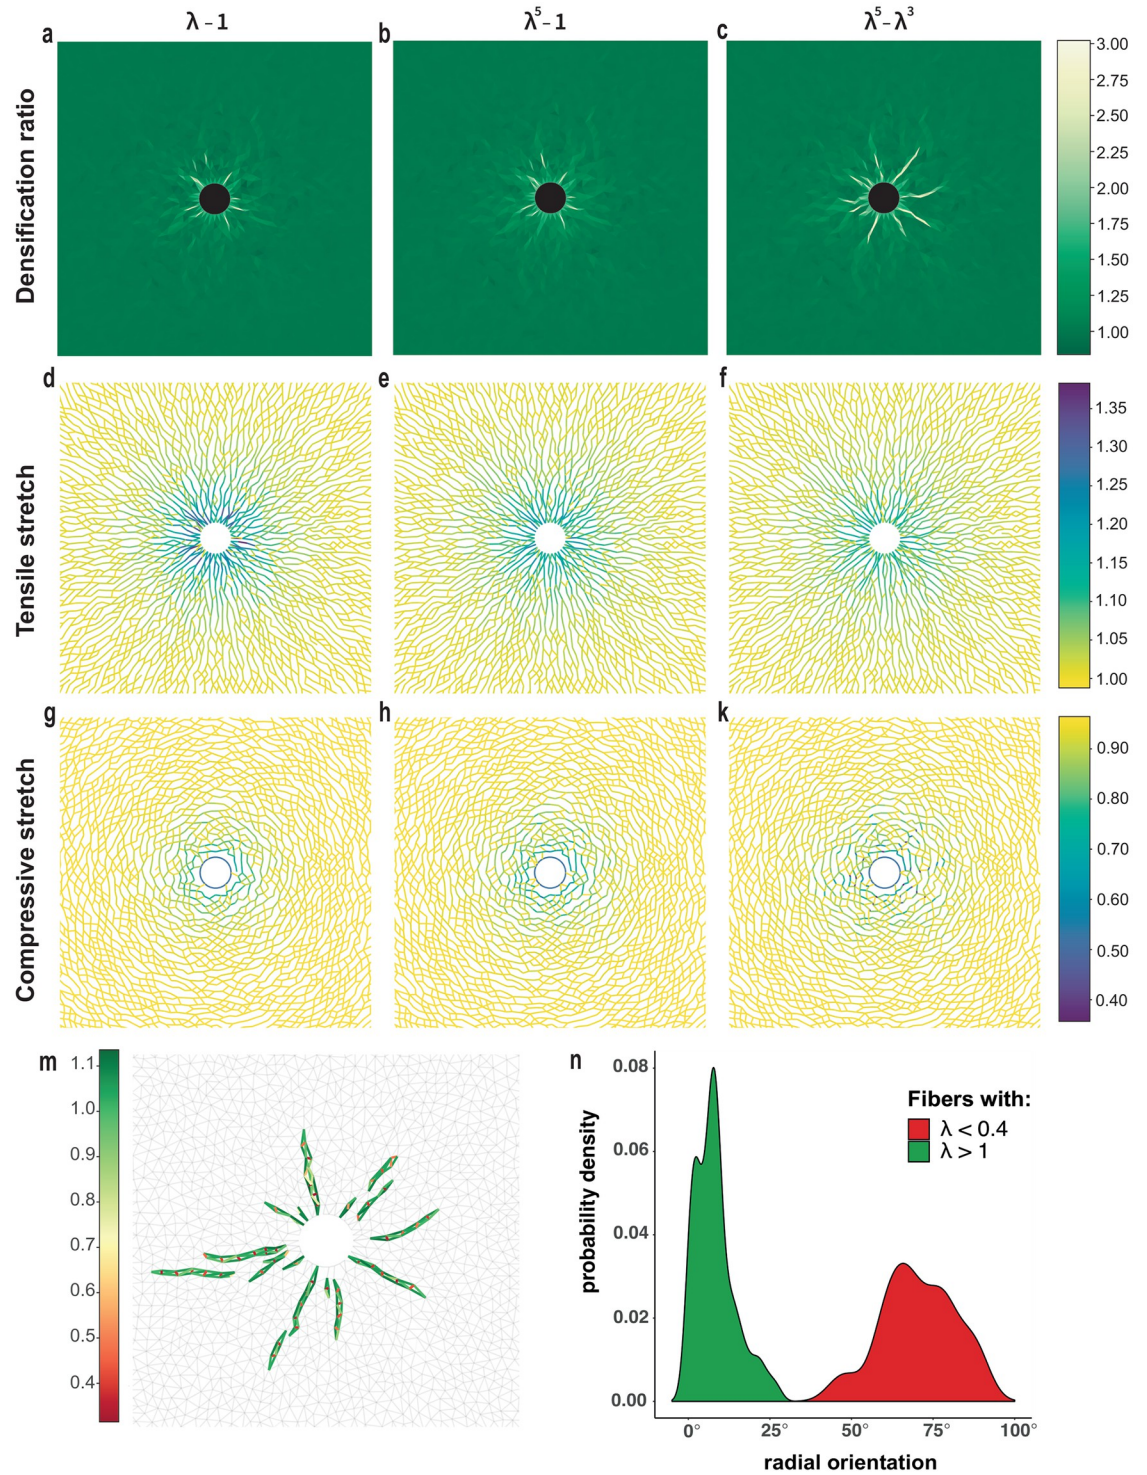 λ - 1
λ⁵- 1
λ⁵- λ³
a
b
c
Densification ratio
3.00
2.75
2.50
2.25
2.00
1.75
1.50
1.25
1.00
d
e
f
Tensile stretch
1.35
1.30
1.25
1.20
1.15
1.10
1.05
1.00
g
h
k
Compressive stretch
0.90
0.80
0.70
0.60
0.50
0.40
m
1.1
1.0
0.9
0.8
0.7
0.6
0.5
0.4
n
probability density
0.08
0.06
0.04
0.02
0.00
Fibers with:
λ < 0.4
λ > 1
0° 25° 50° 75° 100°
radial orientation